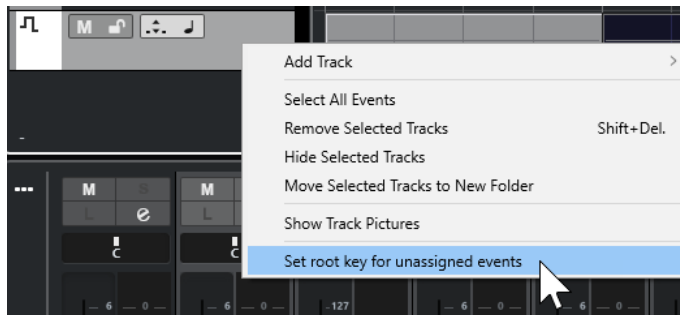 M
Add Track
Select All Events
Remove Selected Tracks Shift+Del.
Hide Selected Tracks
Move Selected Tracks to New Folder
Show Track Pictures
Set root key for unassigned events
M S M
L e L
C C
6 0 6 0 -127 6 0 6 0